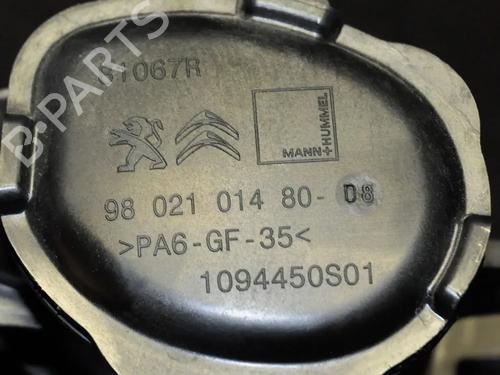 B-PARTS
1067R
MANN+
HUMMEL
98 021 014 80- D8
>PA6-GF-35<
1094450S01